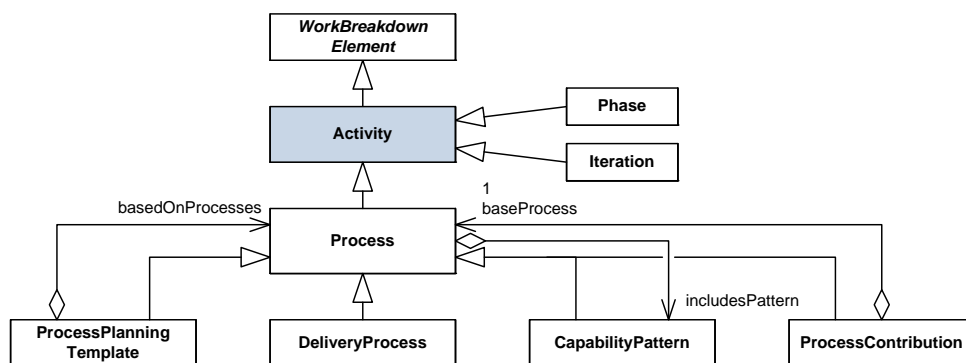 WorkBreakdown
Element
Phase
Activity
Iteration
1
basedOnProcesses
baseProcess
Process
includesPattern
ProcessPlanning
Template
DeliveryProcess
CapabilityPattern
ProcessContribution